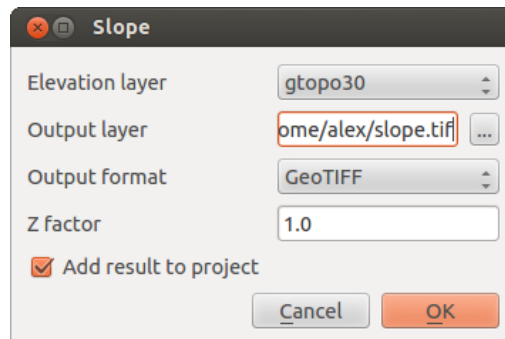 Slope
Elevation layer gtopo30
Output layer ome/alex/slope.tif ...
Output format GeoTIFF
Z factor 1.0
Add result to project
Cancel OK